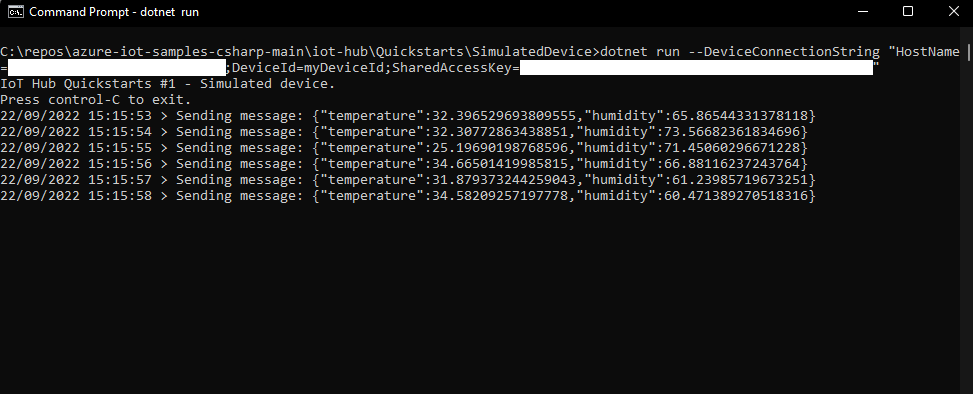 Command Prompt - dotnet run
C:\repos\azure-iot-samples-csharp-main\iot-hub\Quickstarts\SimulatedDevice>dotnet run --DeviceConnectionString "HostName
=;DeviceId=myDeviceId;SharedAccessKey="
IoT Hub Quickstarts #1 - Simulated device.
Press control-C to exit.
22/09/2022 15:15:53 > Sending message: {"temperature":32.396529693809555,"humidity":65.86544331378118}
22/09/2022 15:15:54 > Sending message: {"temperature":32.30772863438851,"humidity":73.56682361834696}
22/09/2022 15:15:55 > Sending message: {"temperature":25.19690198768596,"humidity":71.45060296671228}
22/09/2022 15:15:56 > Sending message: {"temperature":34.66501419985815,"humidity":66.88116237243764}
22/09/2022 15:15:57 > Sending message: {"temperature":31.879373244259043,"humidity":61.23985719673251}
22/09/2022 15:15:58 > Sending message: {"temperature":34.58209257197778,"humidity":60.471389270518316}